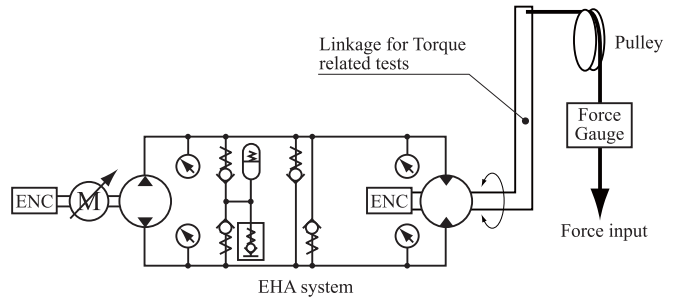 Linkage for Torque
related tests
Pulley
Force
Gauge
ENC
M
ENC
Force input
EHA system